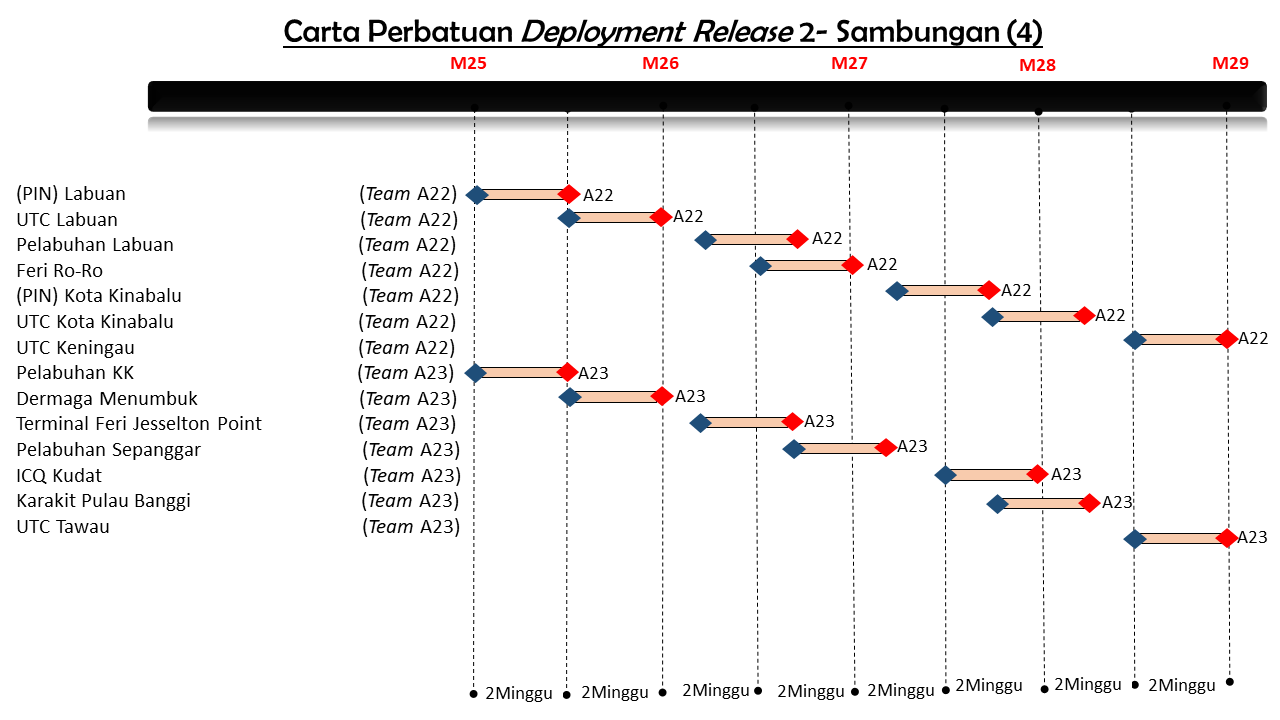 Carta Perbatuan Deployment Release 2- Sambungan (4)
M25 M26 M27 M28 M29
(PIN) Labuan (Team A22) A22
UTC Labuan (Team A22) A22
Pelabuhan Labuan (Team A22) A22
Feri Ro-Ro (Team A22) A22
(PIN) Kota Kinabalu (Team A22) A22
UTC Kota Kinabalu (Team A22) A22
UTC Keningau (Team A22) A22
Pelabuhan KK (Team A23) A23
Dermaga Menumbuk (Team A23) A23
Terminal Feri Jesselton Point (Team A23) A23
Pelabuhan Sepanggar (Team A23) A23
ICQ Kudat (Team A23) A23
Karakit Pulau Banggi (Team A23) A23
UTC Tawau (Team A23) A23
2Minggu 2Minggu 2Minggu 2Minggu 2Minggu 2Minggu 2Minggu 2Minggu